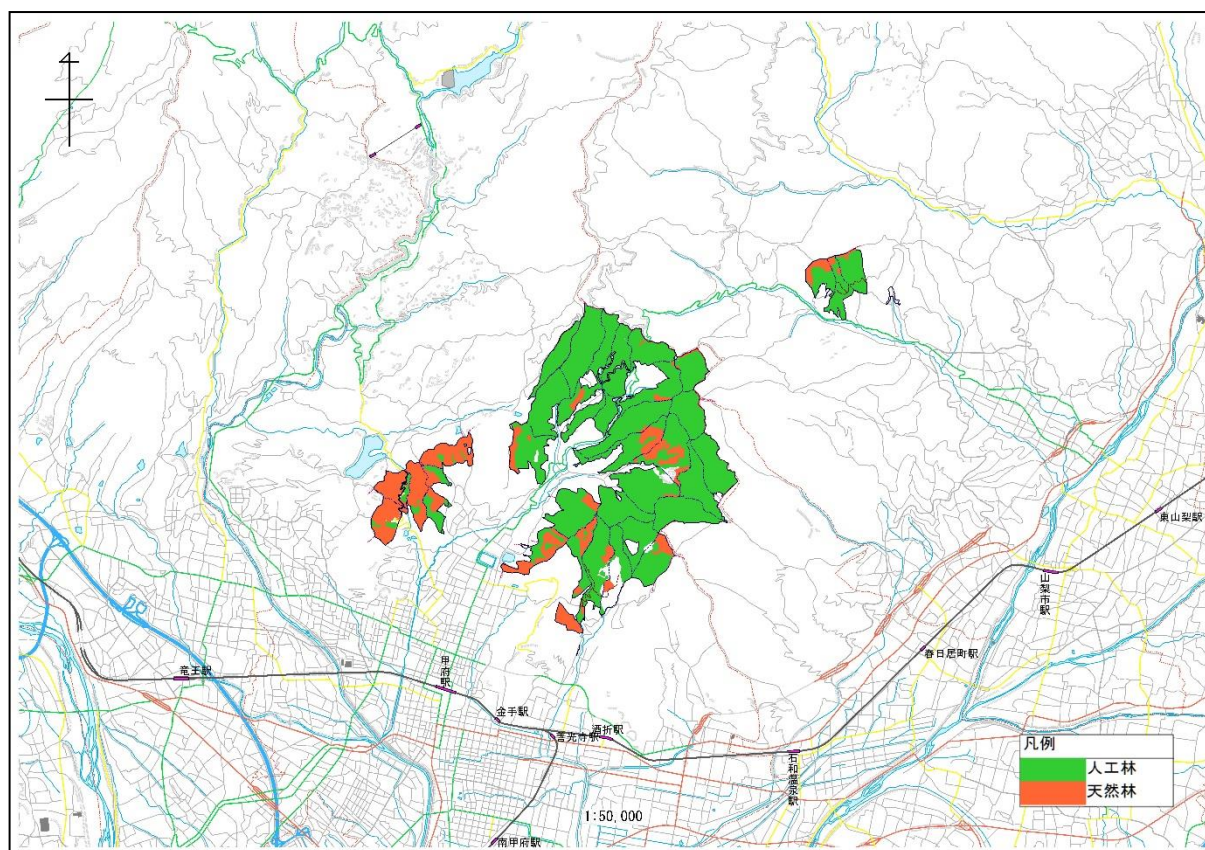 東山梨駅
山梨市駅
春日居町駅
竜王駅
甲府駅
金手駅
善光寺駅
酒折駅
石和温泉駅
南甲府駅
1:50,000
凡例
人工林
天然林